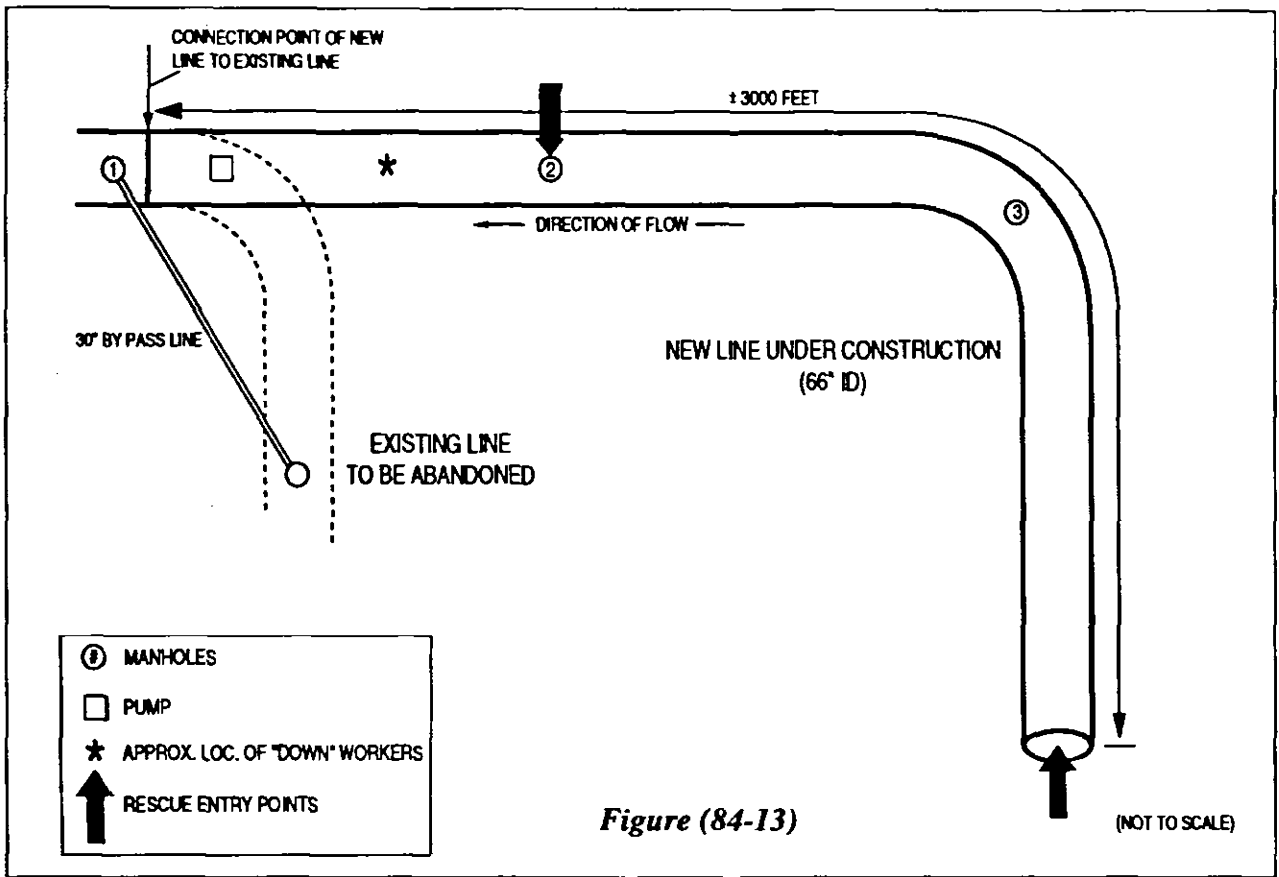 CONNECTION POINT OF NEW
LINE TO EXISTING LINE
± 3000 FEET
1
2
3
DIRECTION OF FLOW
30" BY PASS LINE
NEW LINE UNDER CONSTRUCTION
(66" ID)
EXISTING LINE
TO BE ABANDONED
# MANHOLES
PUMP
* APPROX. LOC. OF "DOWN" WORKERS
RESCUE ENTRY POINTS
Figure (84-13)
(NOT TO SCALE)